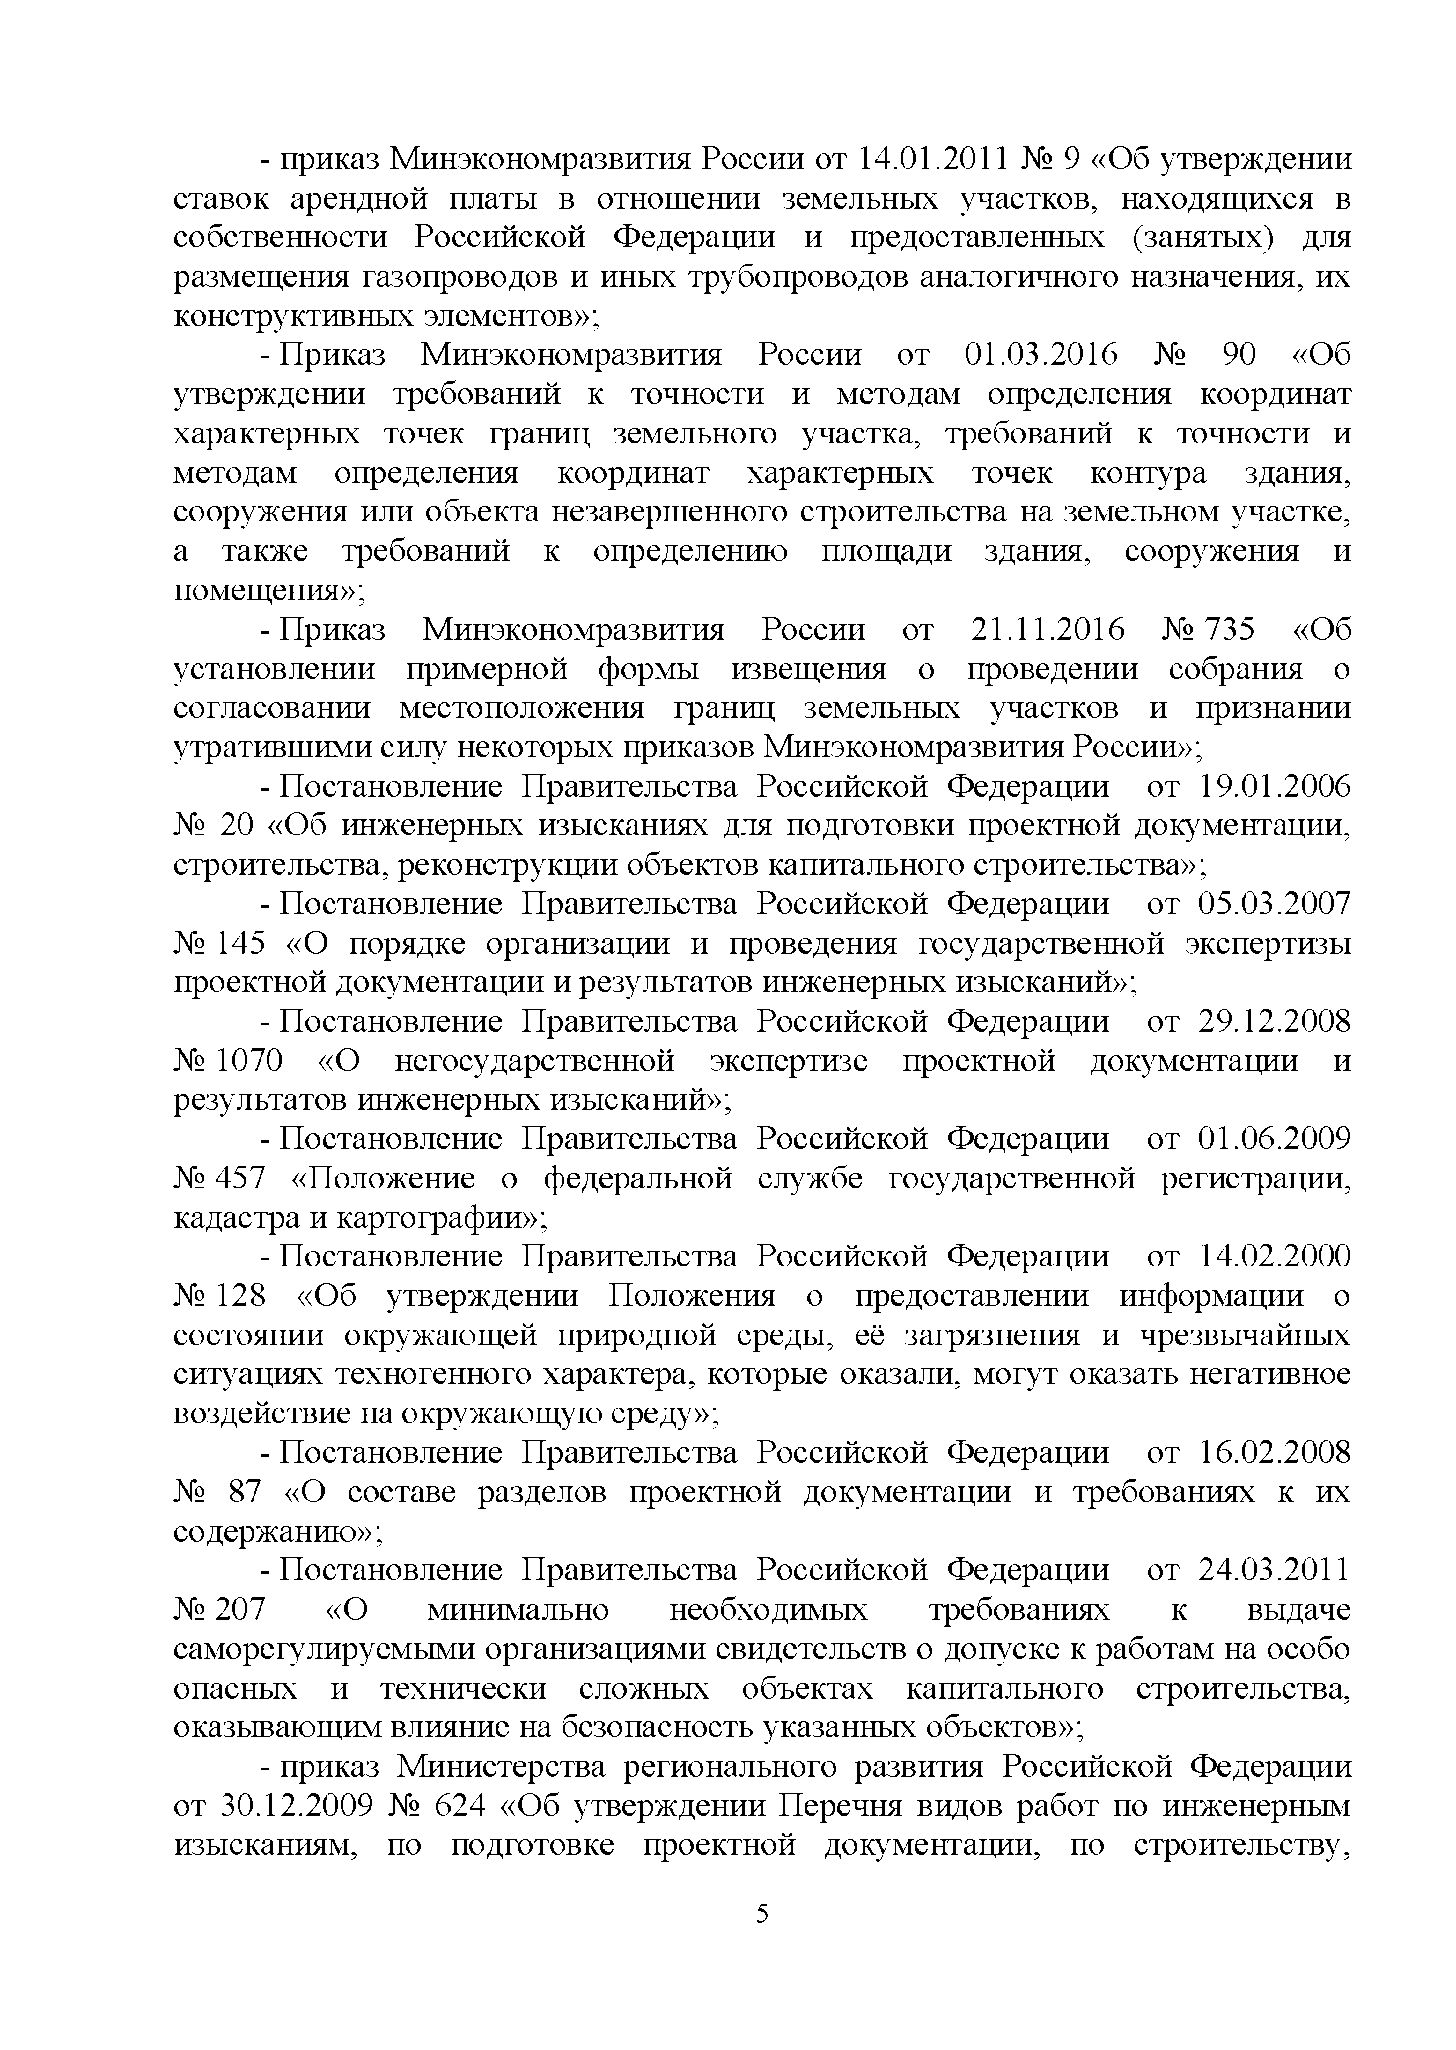 - приказ Минэкономразвития России от 14.01.2011 № 9 «Об утверждении
ставок арендной платы в отношении земельных участков, находящихся в
собственности Российской Федерации и предоставленных (занятых) для
размещения газопроводов и иных трубопроводов аналогичного назначения, их
конструктивных элементов»;
- Приказ Минэкономразвития России от 01.03.2016 № 90 «Об
утверждении требований к точности и методам определения координат
характерных точек границ земельного участка, требований к точности и
методам определения координат характерных точек контура здания,
сооружения или объекта незавершенного строительства на земельном участке,
а также требований к определению площади здания, сооружения и
помещения»;
- Приказ Минэкономразвития России от 21.11.2016 № 735 «Об
установлении примерной формы извещения о проведении собрания о
согласовании местоположения границ земельных участков и признании
утратившими силу некоторых приказов Минэкономразвития России»;
- Постановление Правительства Российской Федерации от 19.01.2006
№ 20 «Об инженерных изысканиях для подготовки проектной документации,
строительства, реконструкции объектов капитального строительства»;
- Постановление Правительства Российской Федерации от 05.03.2007
№ 145 «О порядке организации и проведения государственной экспертизы
проектной документации и результатов инженерных изысканий»;
- Постановление Правительства Российской Федерации от 29.12.2008
№ 1070 «О негосударственной экспертизе проектной документации и
результатов инженерных изысканий»;
- Постановление Правительства Российской Федерации от 01.06.2009
№ 457 «Положение о федеральной службе государственной регистрации,
кадастра и картографии»;
- Постановление Правительства Российской Федерации от 14.02.2000
№ 128 «Об утверждении Положения о предоставлении информации о
состоянии окружающей природной среды, её загрязнения и чрезвычайных
ситуациях техногенного характера, которые оказали, могут оказать негативное
воздействие на окружающую среду»;
- Постановление Правительства Российской Федерации от 16.02.2008
№ 87 «О составе разделов проектной документации и требованиях к их
содержанию»;
- Постановление Правительства Российской Федерации от 24.03.2011
№ 207 «О минимально необходимых требованиях к выдаче
саморегулируемыми организациями свидетельств о допуске к работам на особо
опасных и технически сложных объектах капитального строительства,
оказывающим влияние на безопасность указанных объектов»;
- приказ Министерства регионального развития Российской Федерации
от 30.12.2009 № 624 «Об утверждении Перечня видов работ по инженерным
изысканиям, по подготовке проектной документации, по строительству,
5